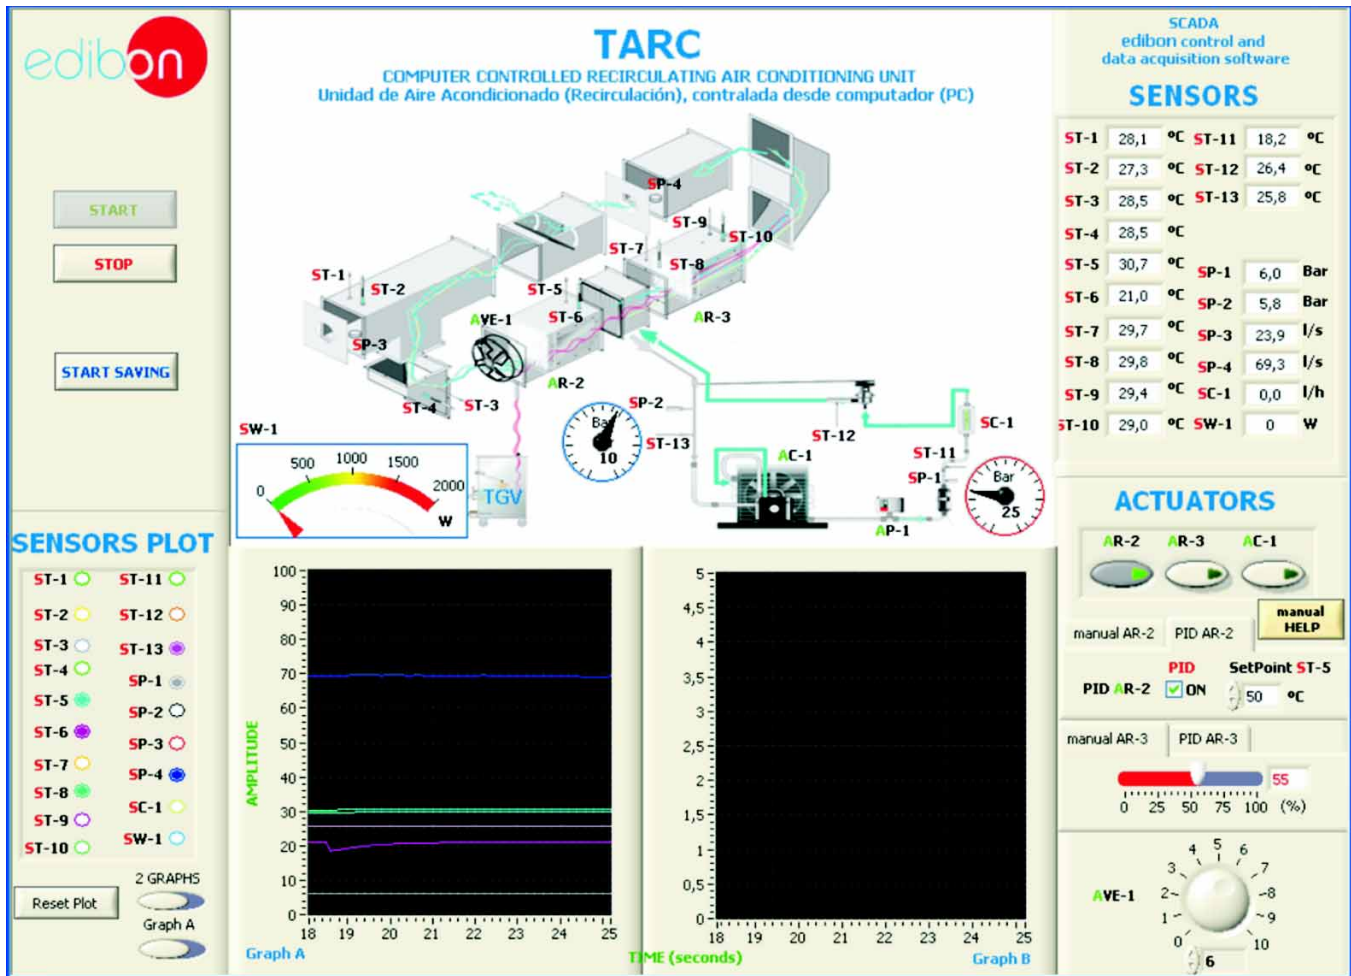 edibon
START
STOP
START SAVING
TARC
COMPUTER CONTROLLED RECIRCULATING AIR CONDITIONING UNIT
Unidad de Aire Acondicionado (Recirculación), contralada desde computador (PC)
SP-4
ST-9
ST-10
ST-7
ST-8
ST-1
ST-2
ST-5
ST-6
AVE-1
AR-3
SP-3
AR-2
ST-4
ST-3
SP-2
ST-13
ST-12
SC-1
ST-11
SP-1
AC-1
AP-1
TGV
Bar
10
Bar
25
SW-1
0
500
1000
1500
2000
W
SCADA
edibon control and
data acquisition software
SENSORS
ST-1 28,1 ºC ST-11 18,2 ºC
ST-2 27,3 ºC ST-12 26,4 ºC
ST-3 28,5 ºC ST-13 25,8 ºC
ST-4 28,5 ºC
ST-5 30,7 ºC SP-1 6,0 Bar
ST-6 21,0 ºC SP-2 5,8 Bar
ST-7 29,7 ºC SP-3 23,9 l/s
ST-8 29,8 ºC SP-4 69,3 l/s
ST-9 29,4 ºC SC-1 0,0 l/h
ST-10 29,0 ºC SW-1 0 W
SENSORS PLOT
ST-1 ST-11
ST-2 ST-12
ST-3 ST-13
ST-4 SP-1
ST-5 SP-2
ST-6 SP-3
ST-7 SP-4
ST-8 SC-1
ST-9 SW-1
ST-10
Reset Plot
2 GRAPHS
Graph A
100
90
80
70
60
50
40
30
20
10
0
AMPLITUDE
18 19 20 21 22 23 24 25
Graph A
TIME (seconds)
5
4,5
4
3,5
3
2,5
2
1,5
1
0,5
0
18 19 20 21 22 23 24 25
Graph B
ACTUATORS
AR-2 AR-3 AC-1
manual
HELP
manual AR-2 PID AR-2
PID SetPoint ST-5
PID AR-2 ON 50 ºC
manual AR-3 PID AR-3
55
0 25 50 75 100 (%)
AVE-1
0 1 2 3 4 5 6 7 8 9 10
6